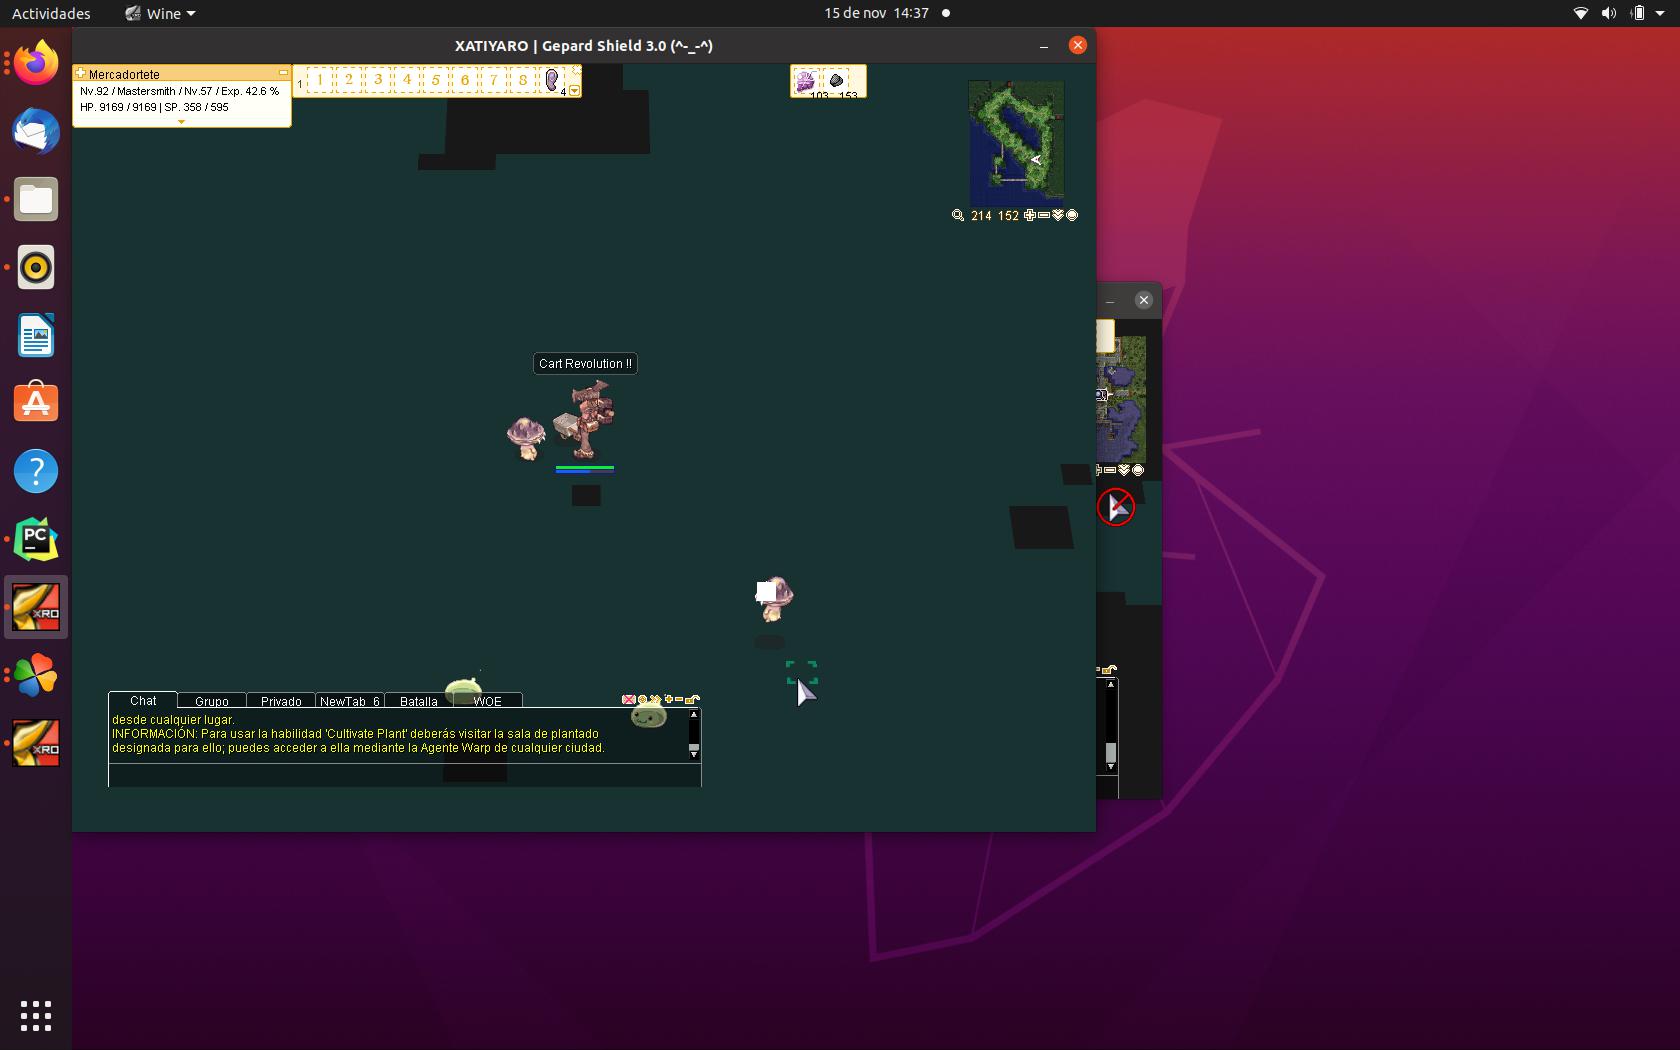 Actividades
Wine
15 de nov 14:37
XATIYARO | Gepard Shield 3.0 (^-_-^)
Mercadortete
Nv.92 / Mastersmith / Nv.57 / Exp. 42.6 %
HP. 9169 / 9169 | SP. 358 / 595
1 1 2 3 4 5 6 7 8 4
103 153
214 152
Cart Revolution !!
Chat Grupo Privado NewTab 6 Batalla WOE
desde cualquier lugar.
INFORMACIÓN: Para usar la habilidad 'Cultivate Plant' deberás visitar la sala de plantado
designada para ello; puedes acceder a ella mediante la Agente Warp de cualquier ciudad.
PC
XRO